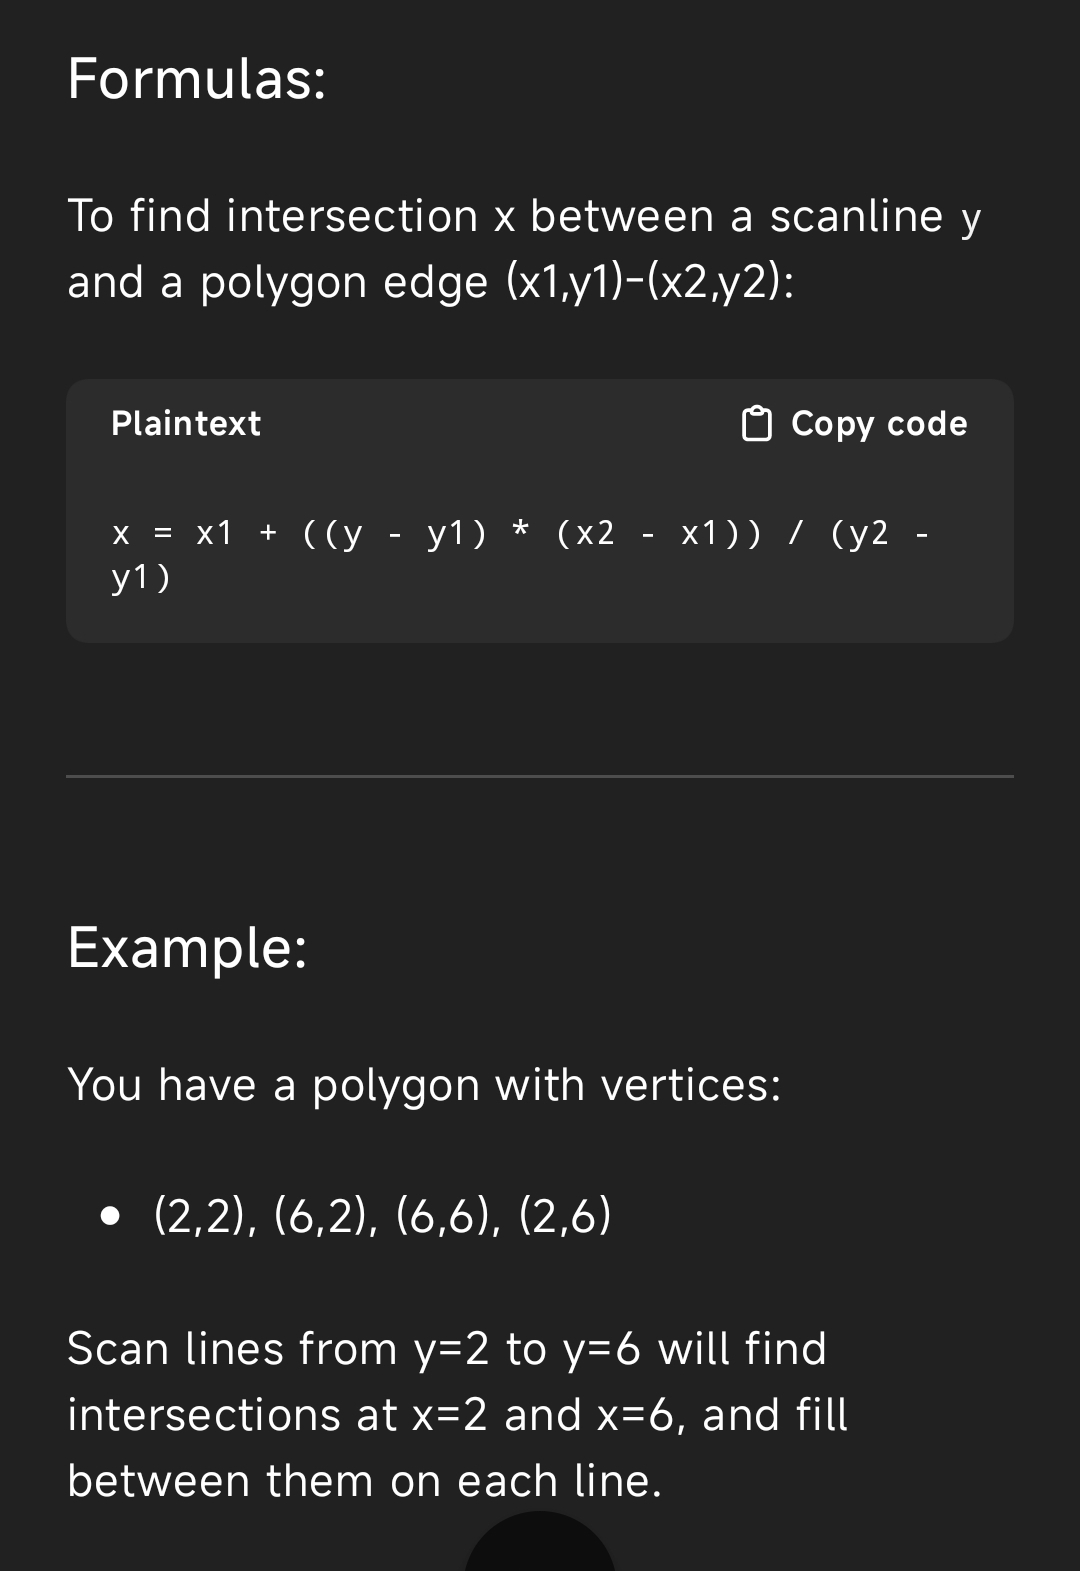 Formulas:
To find intersection x between a scanline y
and a polygon edge (x1,y1)-(x2,y2):
Plaintext
Copy code
x = x1 + ((y - y1) * (x2 - x1)) / (y2 -
y1)
Example:
You have a polygon with vertices:
• (2,2), (6,2), (6,6), (2,6)
Scan lines from y=2 to y=6 will find
intersections at x=2 and x=6, and fill
between them on each line.